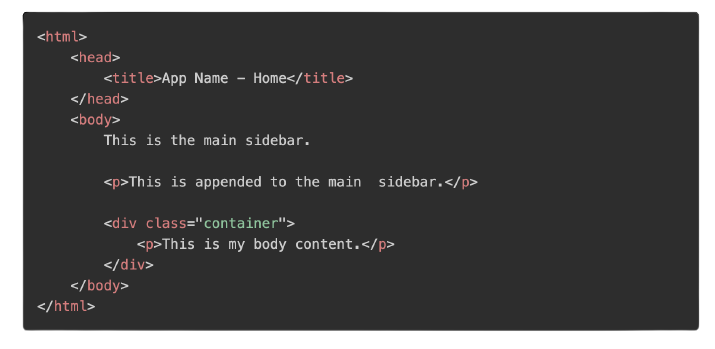 <html>
<head>
<title>App Name – Home</title>
</head>
<body>
This is the main sidebar.
<p>This is appended to the main  sidebar.</p>
<div class="container">
<p>This is my body content.</p>
</div>
</body>
</html>